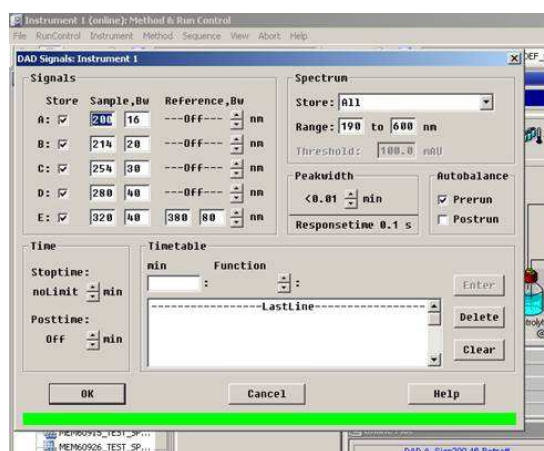 Instrument 1 (online): Method & Run Control
File RunControl Instrument Method Sequence View Abort Help
DAD Signals: Instrument 1
Signals
Store Sample,Bw Reference,Bw
A: 200 16 ---Off--- nm
B: 214 20 ---Off--- nm
C: 254 30 ---Off--- nm
D: 280 40 ---Off--- nm
E: 320 40 380 80 nm
Spectrum
Store: All
Range: 190 to 600 nm
Threshold: 100.0 mAU
Peakwidth
<0.01 min
Responsetime 0.1 s
Autobalance
Prerun
Postrun
Time
Stoptime:
noLimit min
Posttime:
Off min
Timetable
min Function
: :
------------------LastLine------------------
Enter
Delete
Clear
OK Cancel Help
MEM60926_TEST_SP...